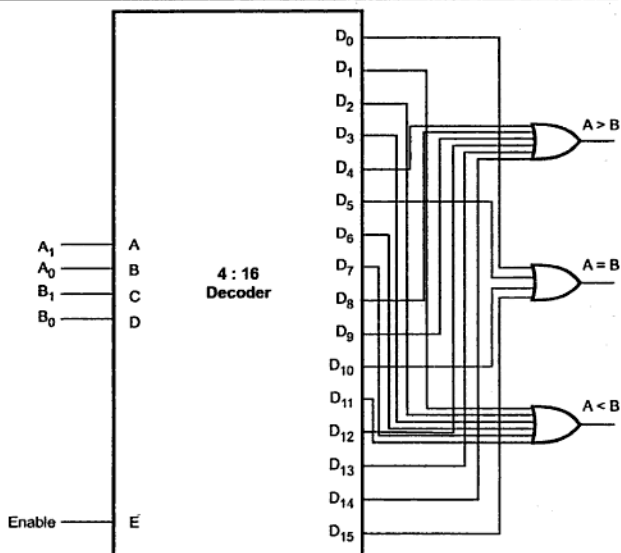 D0
D1
D2
D3
D4
D5
D6
D7
D8
D9
D10
D11
D12
D13
D14
D15
A1 A
A0 B
B1 C
B0 D
4 : 16
Decoder
Enable E
A > B
A = B
A < B